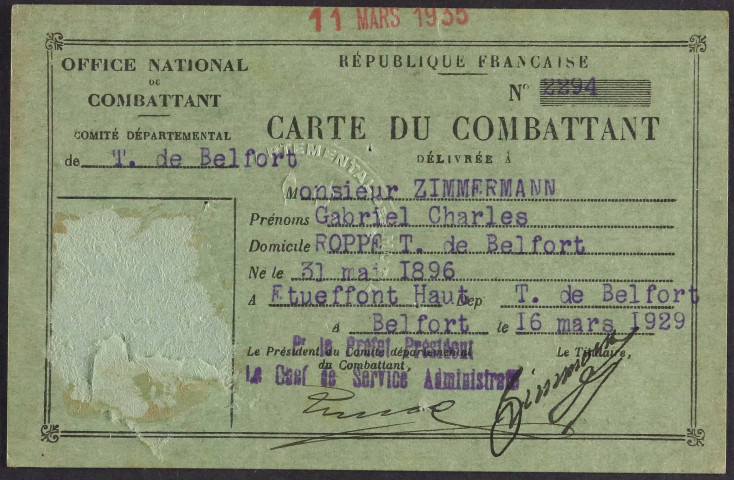 11 MARS 1935
OFFICE NATIONAL
DU
COMBATTANT
COMITÉ DÉPARTEMENTAL
de T. de Belfort
RÉPUBLIQUE FRANÇAISE
N° 2294
CARTE DU COMBATTANT
DÉLIVRÉE À
Monsieur ZIMMERMANN
Prénoms Gabriel Charles
Domicile ROPPE T. de Belfort
Né le 31 mai 1896
A Etueffont Haut Dep T. de Belfort
A Belfort le 16 mars 1929
Le Président du Comité départemental
du Combattant,
Le Titulaire,
Pr le Préfet Président
Le Chef de Service Administratif
Zimmermann